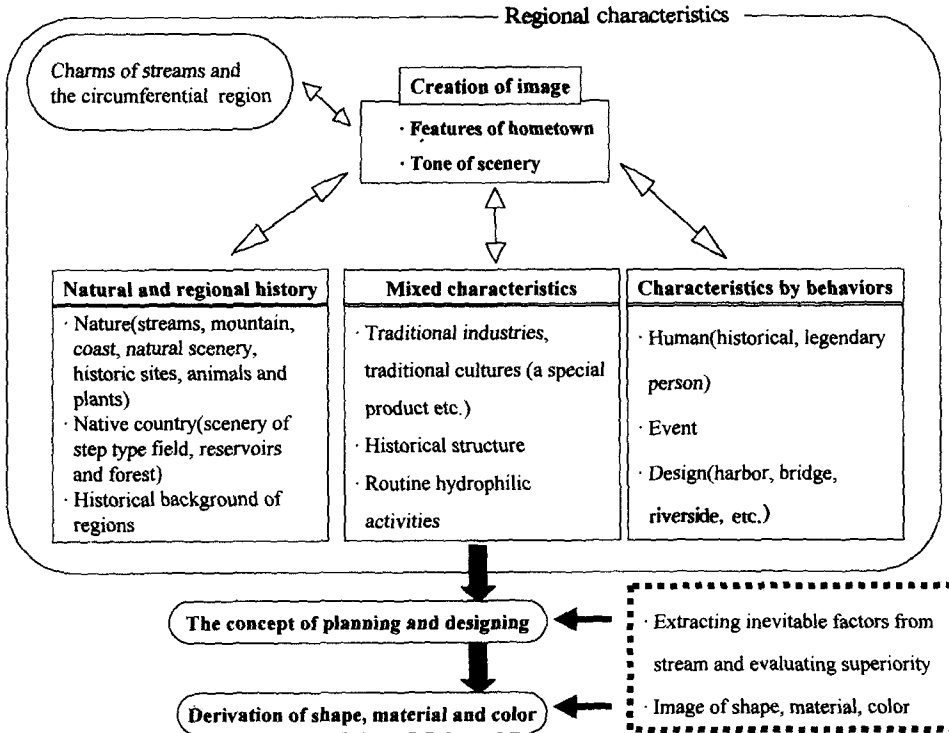 Regional characteristics
Charms of streams and
the circumferential region
Creation of image
· Features of hometown
· Tone of scenery
Natural and regional history
· Nature(streams, mountain,
coast, natural scenery,
historic sites, animals and
plants)
· Native country(scenery of
step type field, reservoirs
and forest)
· Historical background of
regions
Mixed characteristics
· Traditional industries,
traditional cultures (a special
product etc.)
· Historical structure
· Routine hydrophilic
activities
Characteristics by behaviors
· Human(historical, legendary
person)
· Event
· Design(harbor, bridge,
riverside, etc.)
The concept of planning and designing
· Extracting inevitable factors from
stream and evaluating superiority
· Image of shape, material, color
Derivation of shape, material and color